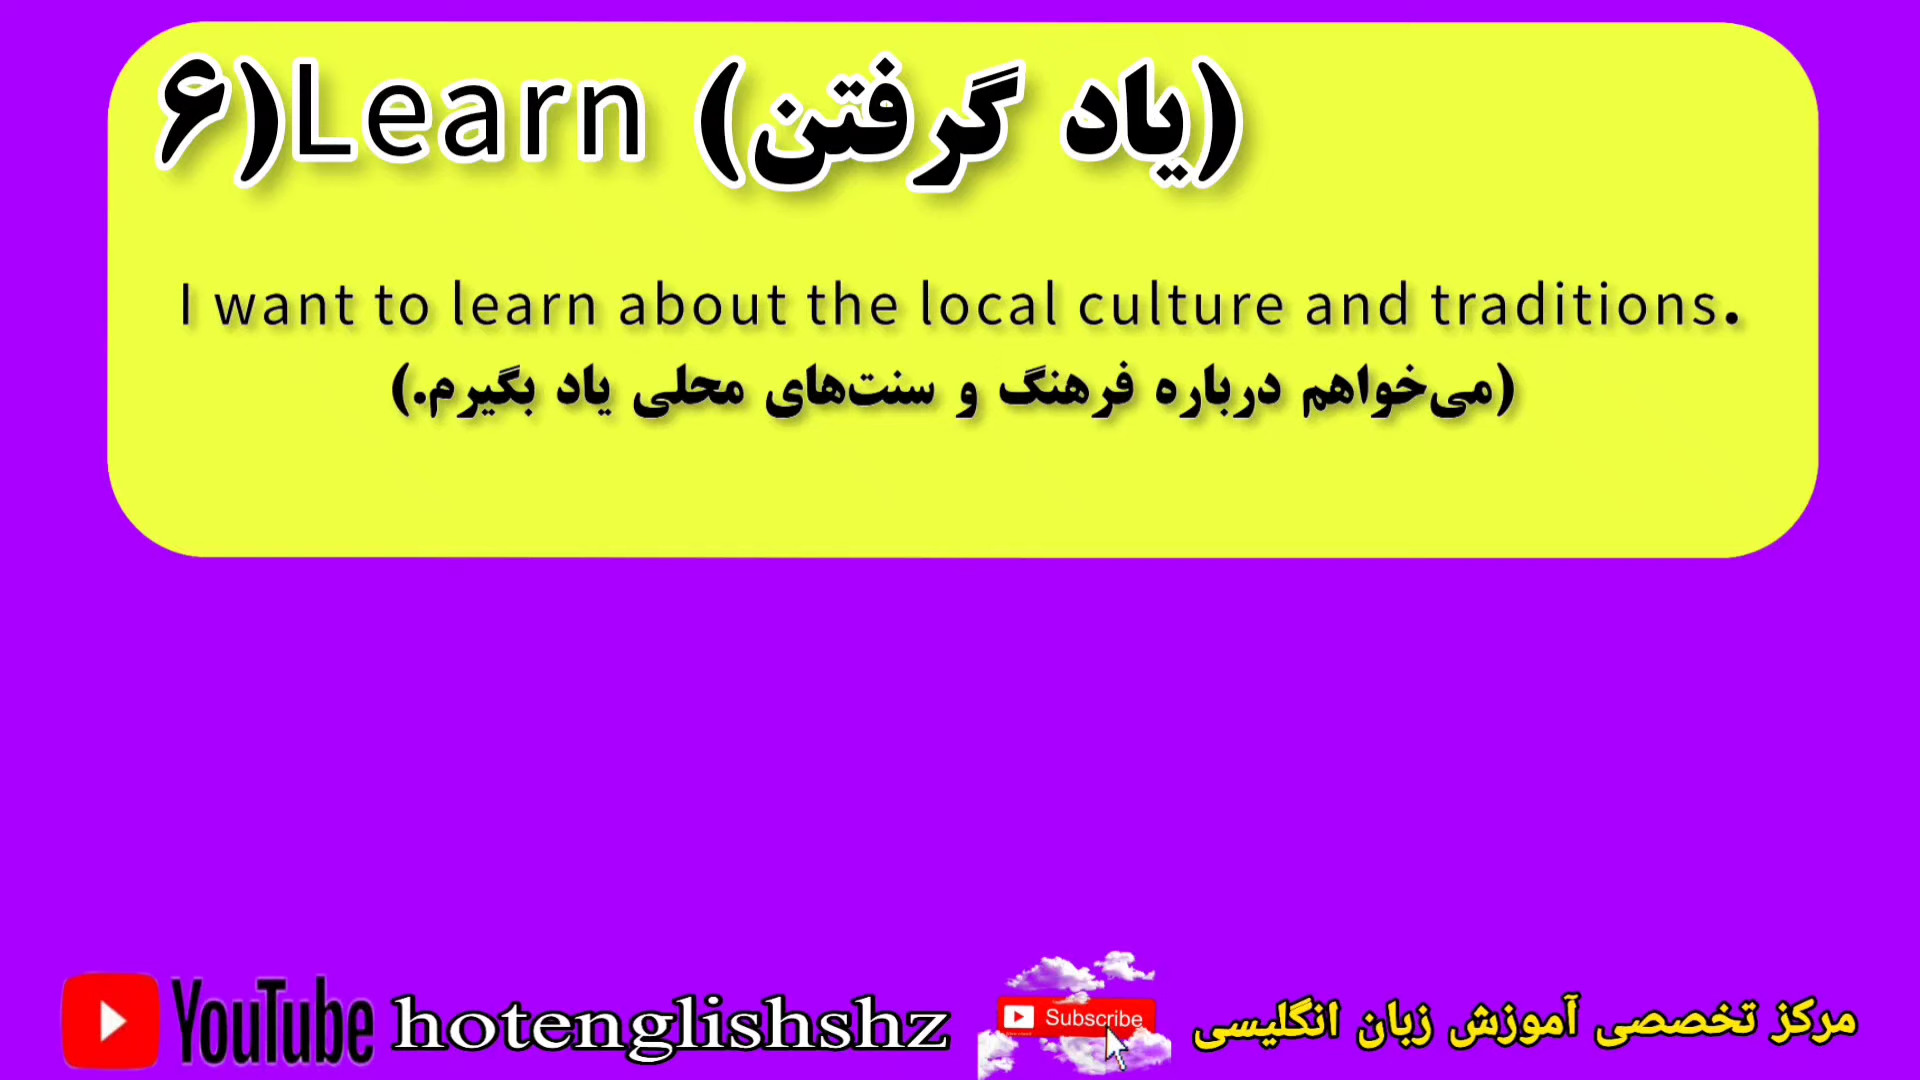 ۶)Learn (یاد گرفتن)
I want to learn about the local culture and traditions.
(می‌خواهم درباره فرهنگ و سنت‌های محلی یاد بگیرم.)
YouTube hotenglishshz Subscribe مرکز تخصصی آموزش زبان انگلیسی